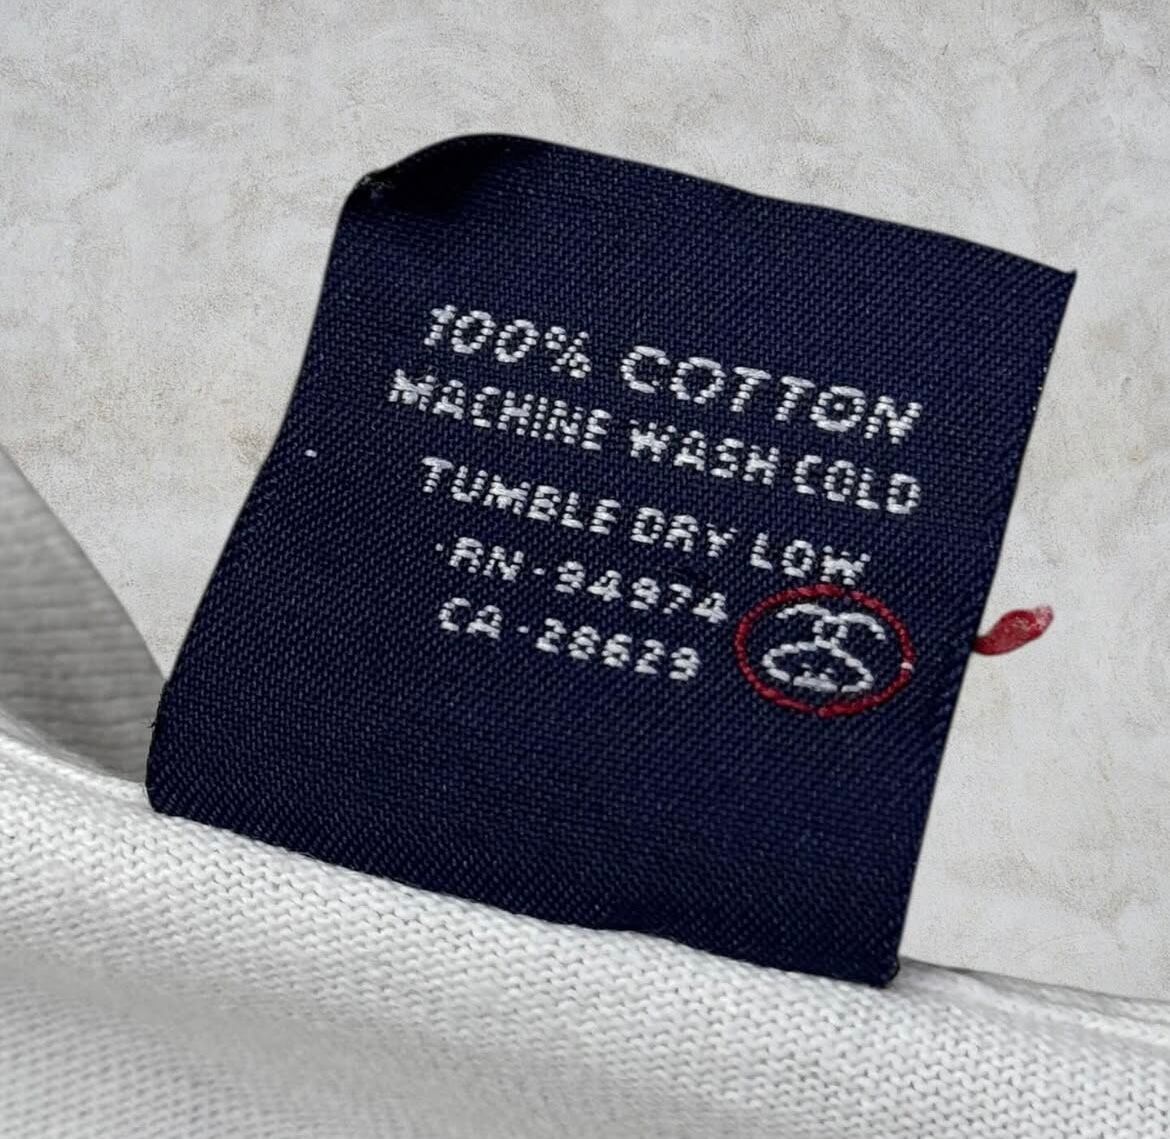 100% COTTON
MACHINE WASH COLD
TUMBLE DRY LOW
RN-94974
CA-28629